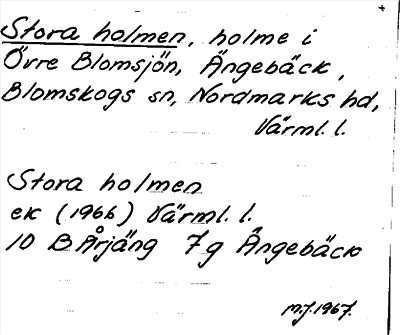 Stora holmen, holme i
Övre Blomsjön, Ängebäck,
Blomskogs sn, Nordmarks hd,
Värml. l.
Stora holmen
ek (1966) Värml. l.
10 B Årjäng 7g Ängebäck
M.J. 1967.